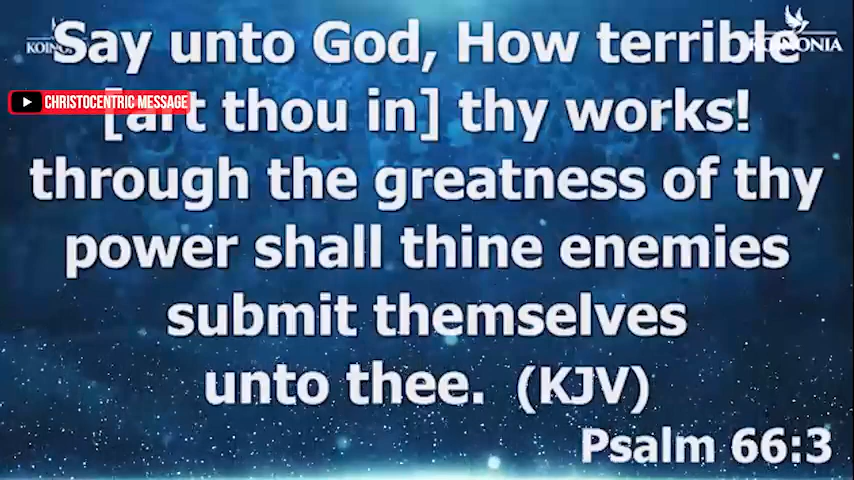 Say unto God, How terrible
KOINONIA
CHRISTOCENTRIC MESSAGE
[art thou in] thy works!
through the greatness of thy
power shall thine enemies
submit themselves
unto thee. (KJV)
Psalm 66:3